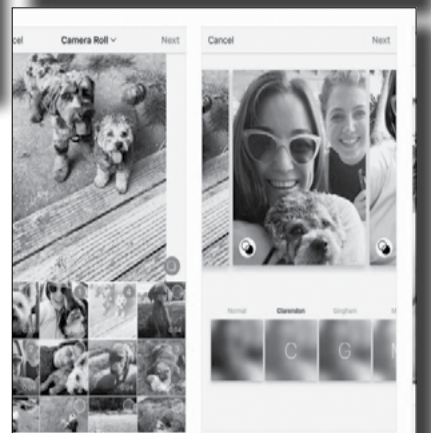 cel Camera Roll Next
Cancel Next
Normal Clarendon Gingham M
C G